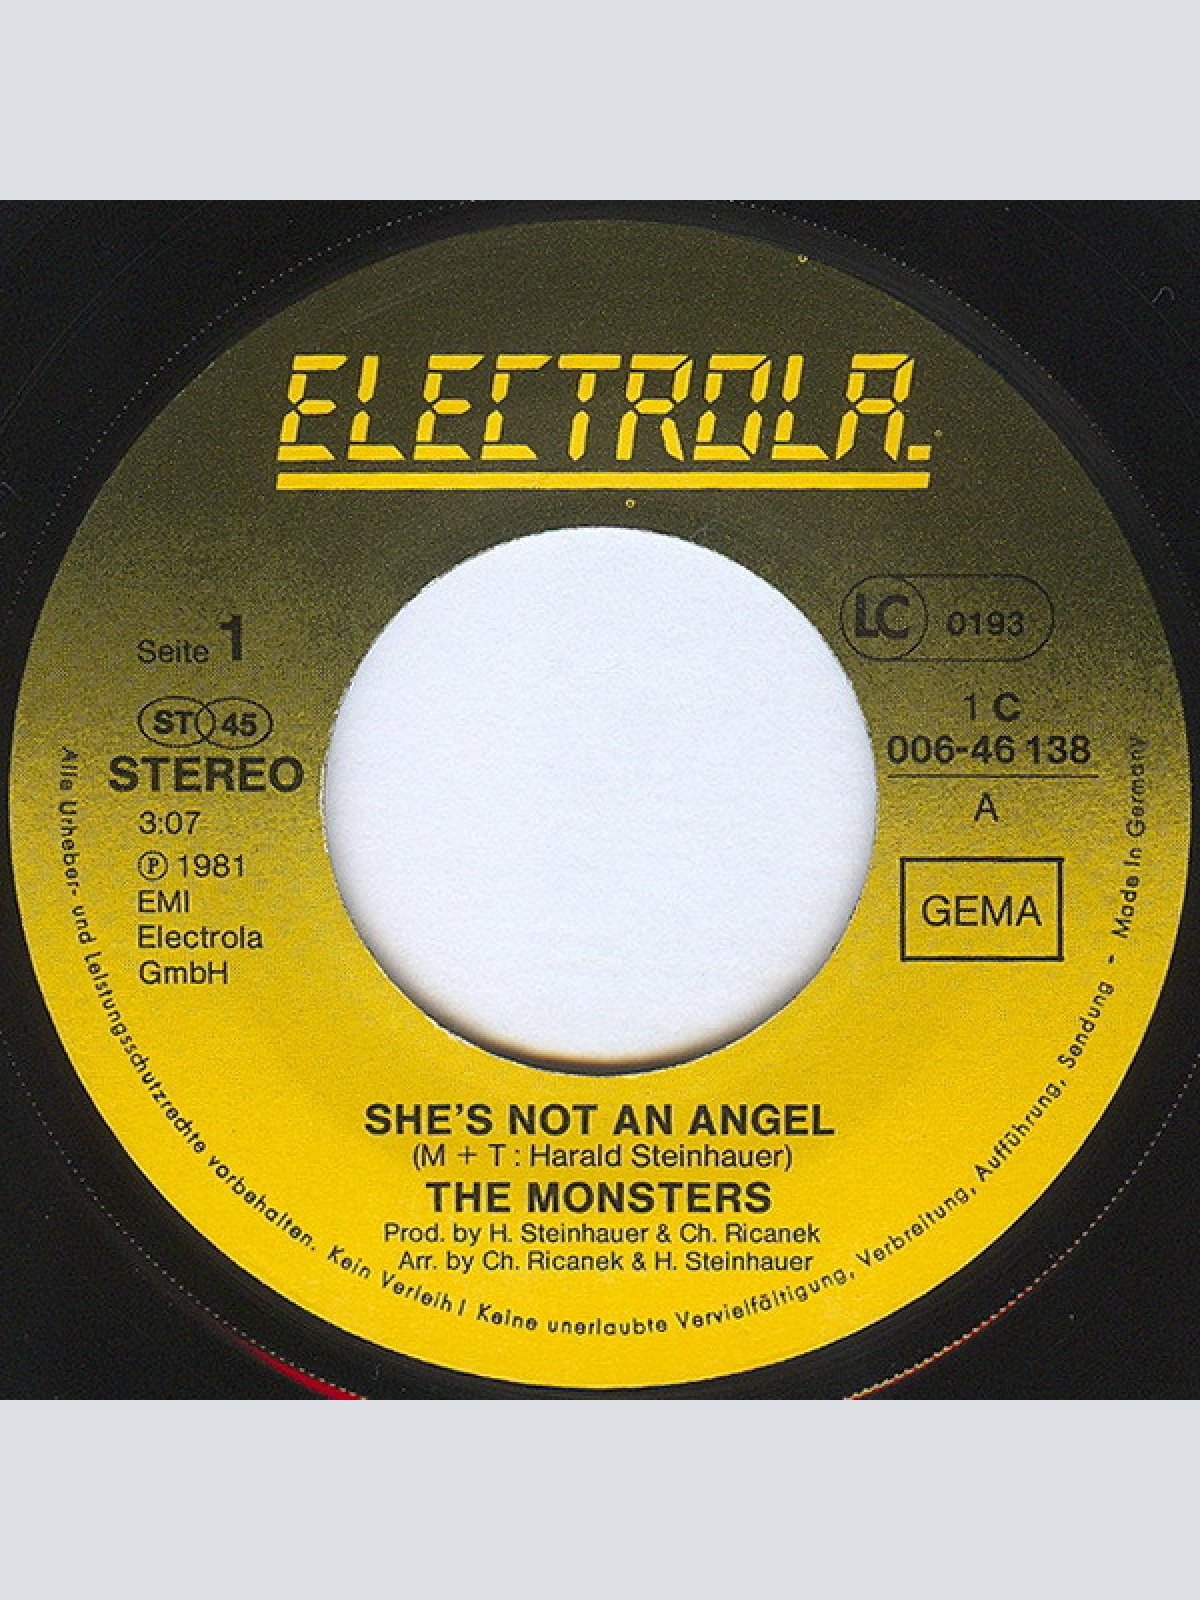 ELECTROLA.
Seite 1
ST 45
STEREO
3:07
Ⓟ 1981
EMI
Electrola
GmbH
LC 0193
1 C
006-46 138
A
GEMA
SHE'S NOT AN ANGEL
(M + T : Harald Steinhauer)
THE MONSTERS
Prod. by H. Steinhauer & Ch. Ricanek
Arr. by Ch. Ricanek & H. Steinhauer
Alle Urheber- und Leistungsschutzrechte vorbehalten. Kein Verleih! Keine unerlaubte Vervielfältigung, Verbreitung, Aufführung, Sendung - Made in Germany